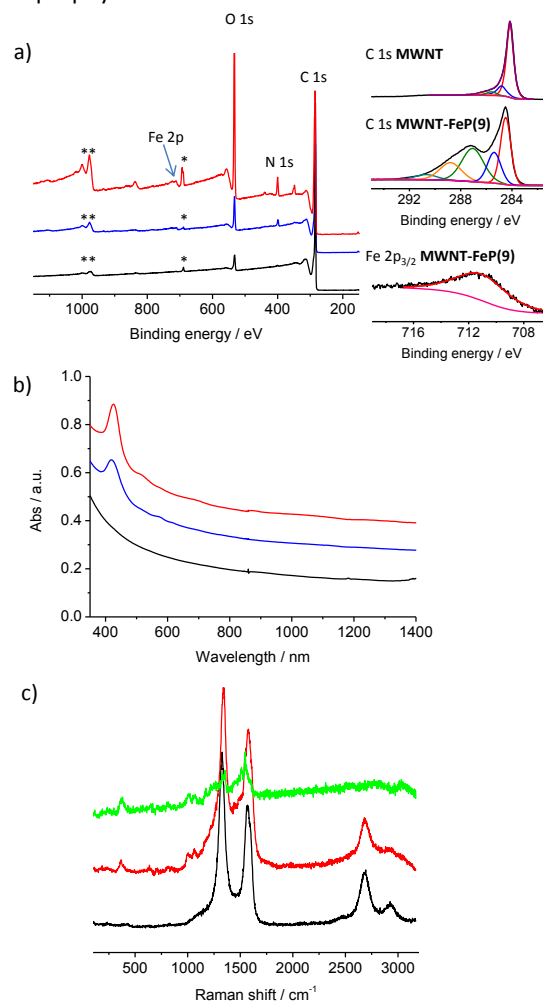 a)
O 1s
C 1s
Fe 2p
N 1s
**
*
**
*
**
*
1000 800 600 400 200
Binding energy / eV
C 1s MWNT
C 1s MWNT-FeP(9)
292 288 284
Binding energy / eV
Fe 2p3/2 MWNT-FeP(9)
716 712 708
Binding energy / eV
b)
1.0
0.8
0.6
0.4
0.2
0.0
Abs / a.u.
400 600 800 1000 1200 1400
Wavelength / nm
c)
500 1000 1500 2000 2500 3000
Raman shift / cm-1